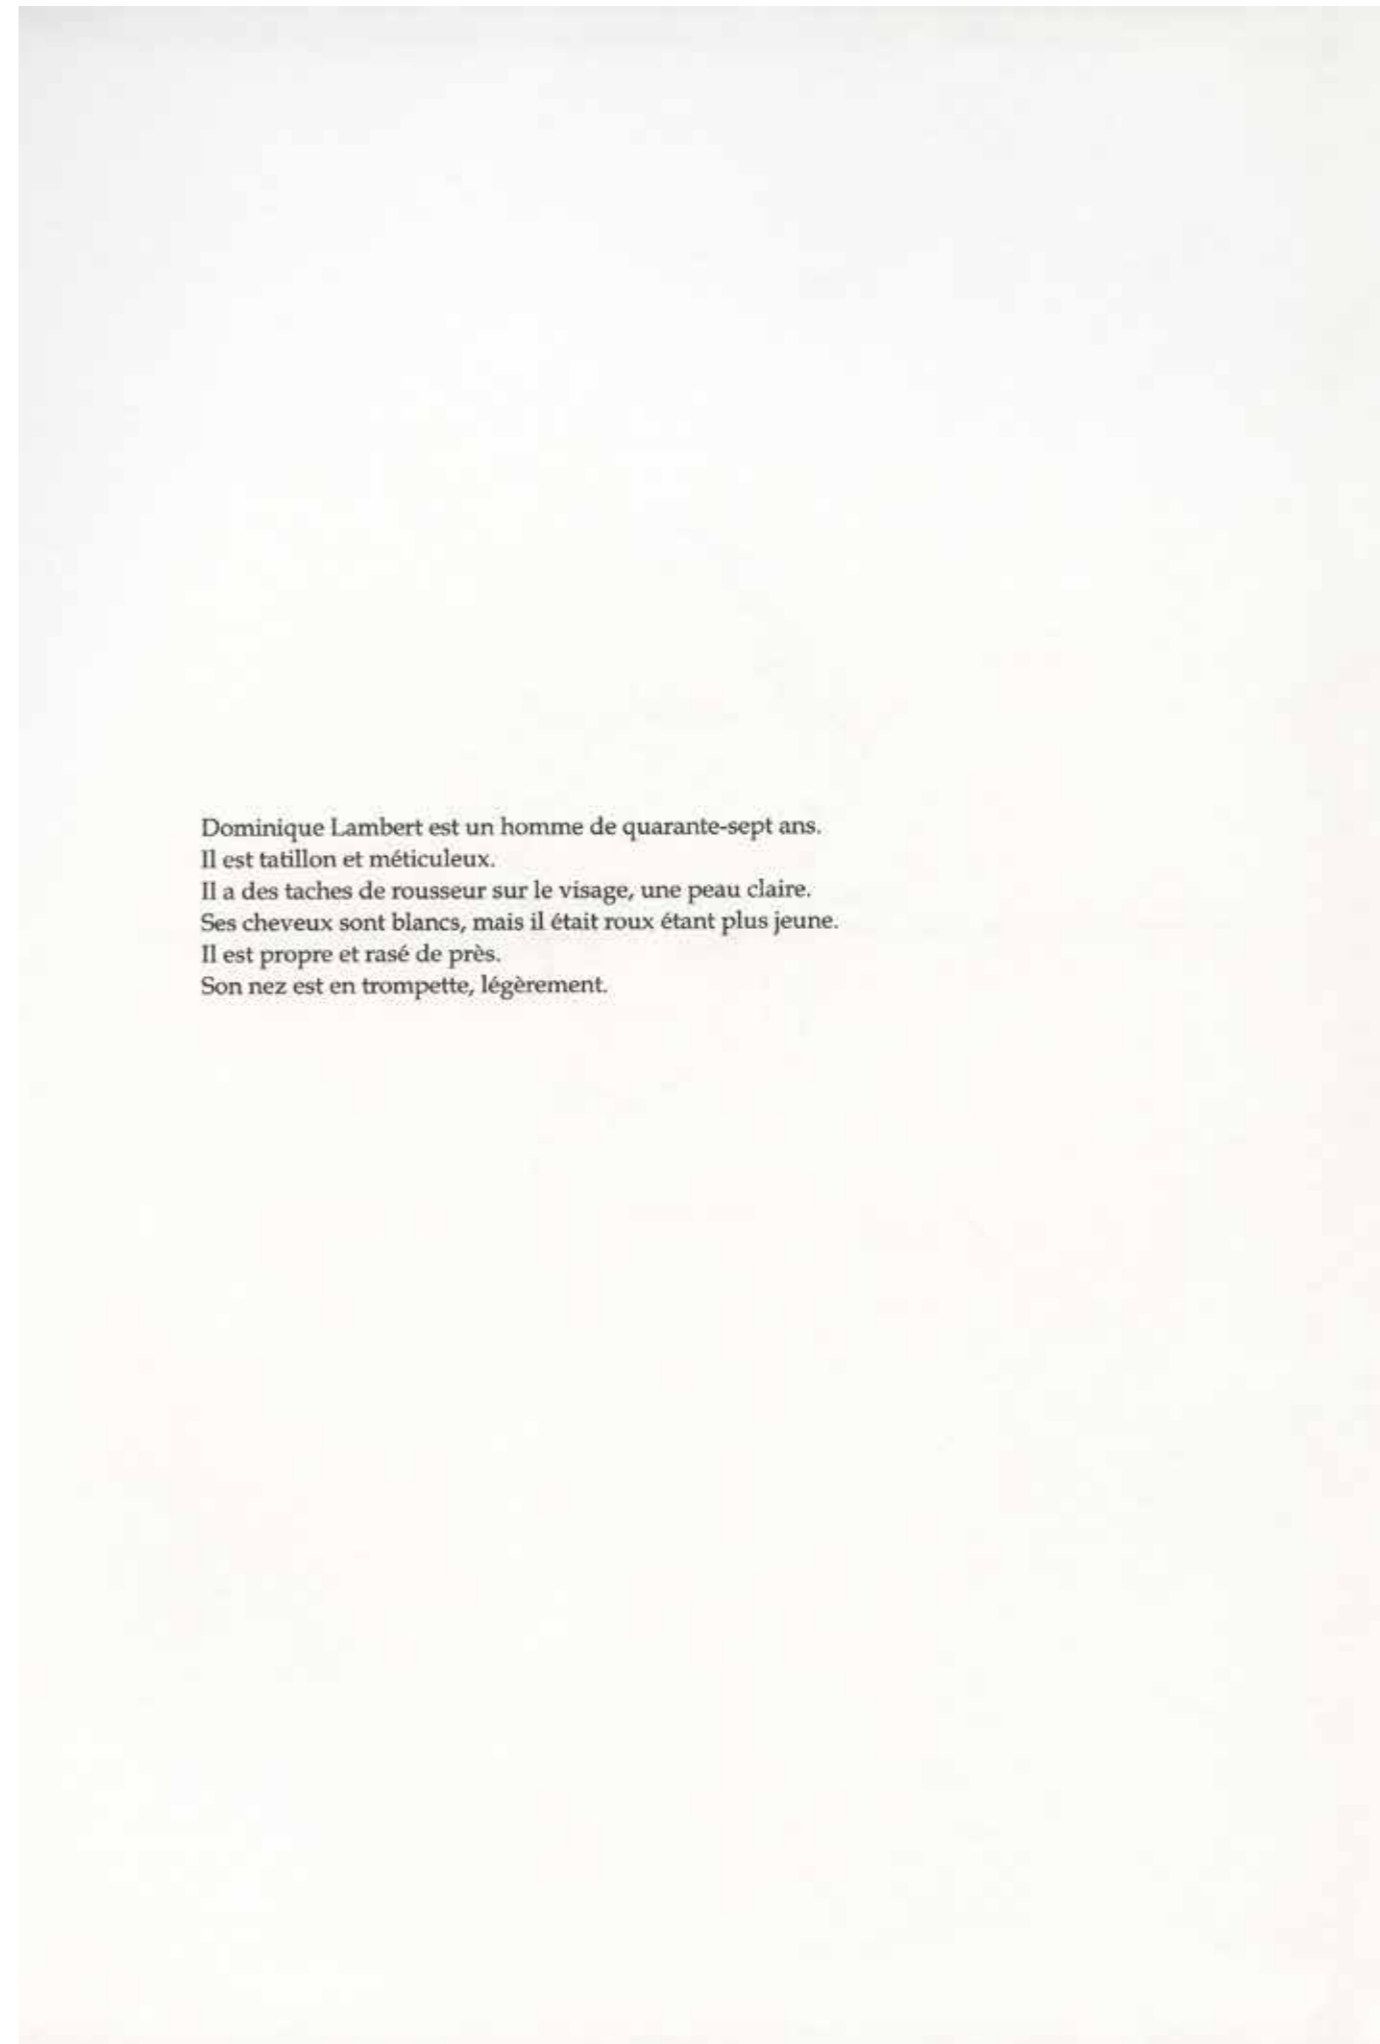 Dominique Lambert est un homme de quarante-sept ans.
Il est tatillon et méticuleux.
Il a des taches de rousseur sur le visage, une peau claire.
Ses cheveux sont blancs, mais il était roux étant plus jeune.
Il est propre et rasé de près.
Son nez est en trompette, légèrement.